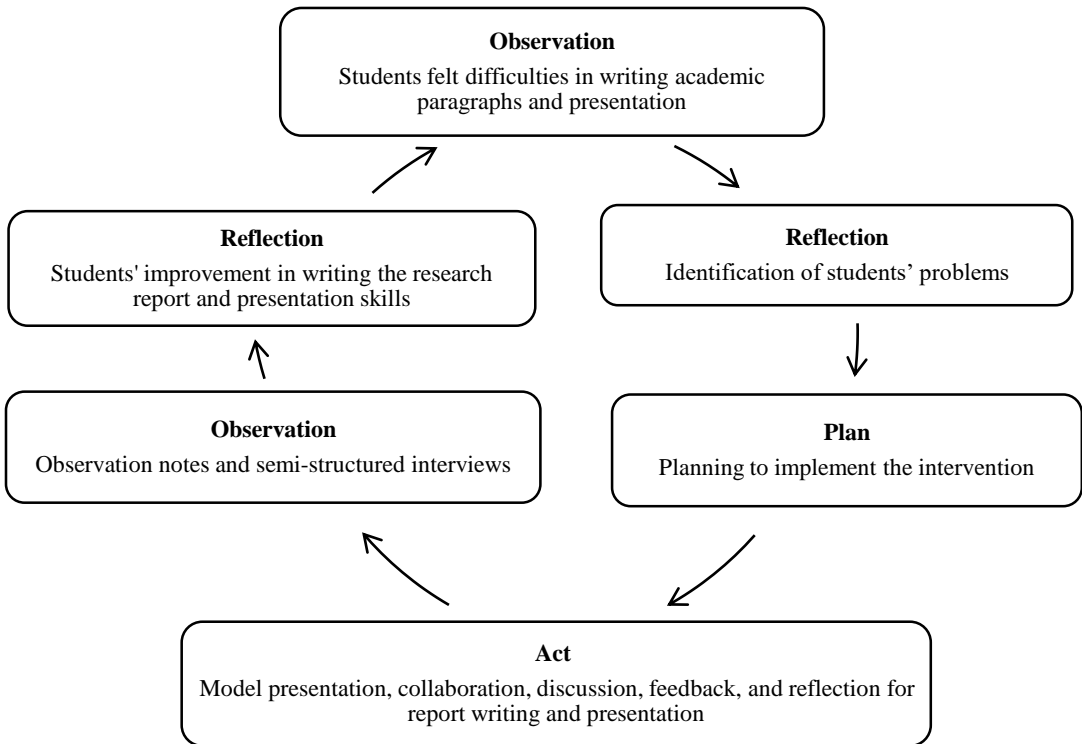 Observation
Students felt difficulties in writing academic
paragraphs and presentation
Reflection
Identification of students’ problems
Plan
Planning to implement the intervention
Act
Model presentation, collaboration, discussion, feedback, and reflection for
report writing and presentation
Observation
Observation notes and semi-structured interviews
Reflection
Students' improvement in writing the research
report and presentation skills